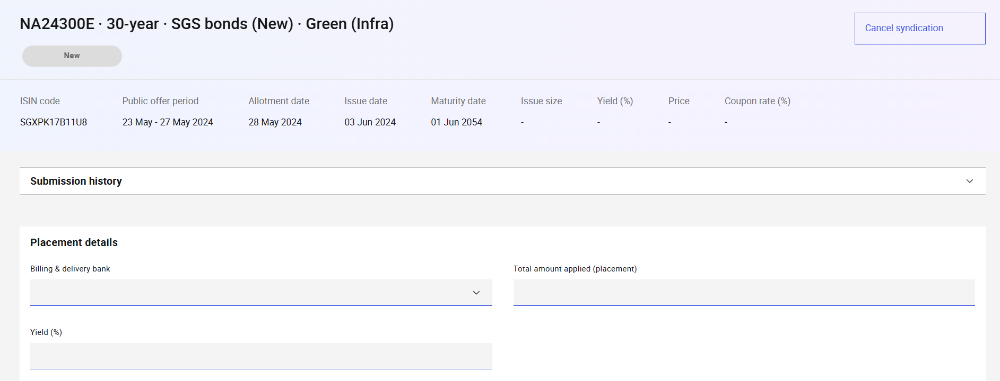 NA24300E · 30-year · SGS bonds (New) · Green (Infra)
Cancel syndication
New
ISIN code
Public offer period
Allotment date
Issue date
Maturity date
Issue size
Yield (%)
Price
Coupon rate (%)
SGXPK17B11U8
23 May - 27 May 2024
28 May 2024
03 Jun 2024
01 Jun 2054
-
-
-
-
Submission history
Placement details
Billing & delivery bank
Total amount applied (placement)
Yield (%)